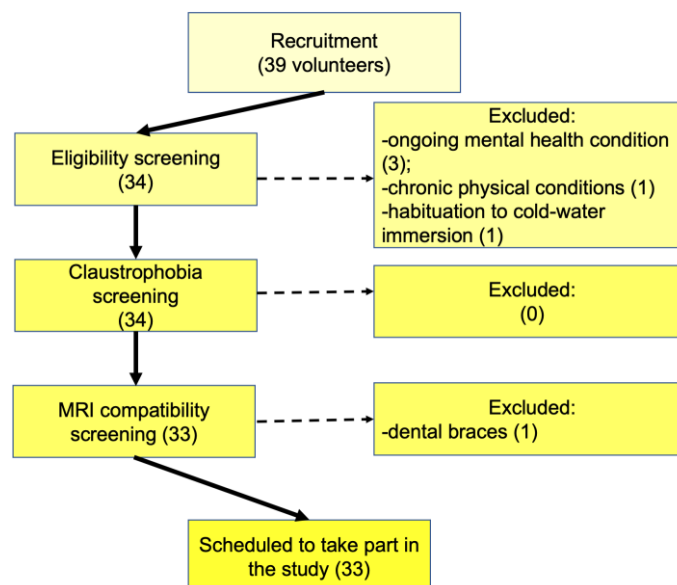 Recruitment
(39 volunteers)
Eligibility screening
(34)
Excluded:
-ongoing mental health condition
(3);
-chronic physical conditions (1)
-habituation to cold-water
immersion (1)
Claustrophobia
screening
(34)
Excluded:
(0)
MRI compatibility
screening (33)
Excluded:
-dental braces (1)
Scheduled to take part in
the study (33)